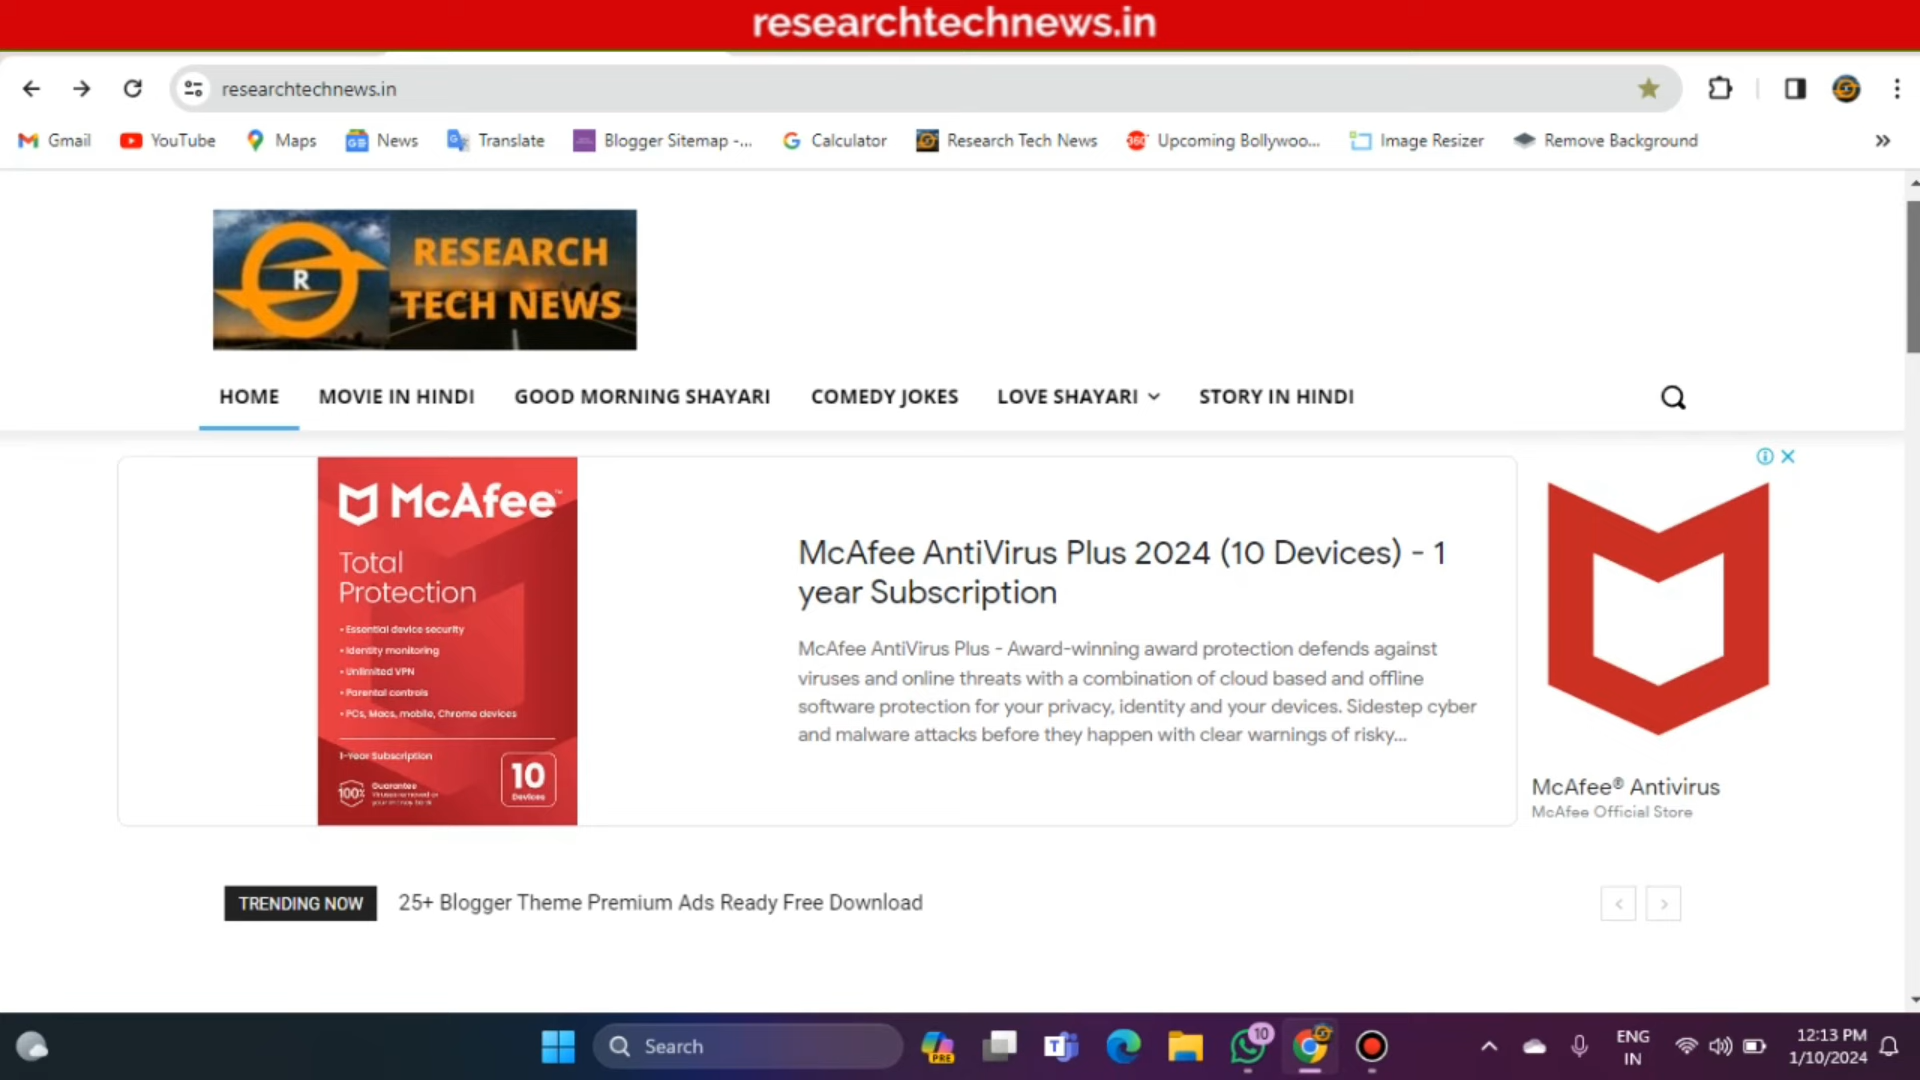 researchtechnews.in
researchtechnews.in
Gmail YouTube Maps News Translate Blogger Sitemap -... Calculator Research Tech News Upcoming Bollywoo... Image Resizer Remove Background
R
RESEARCH
TECH NEWS
HOME MOVIE IN HINDI GOOD MORNING SHAYARI COMEDY JOKES LOVE SHAYARI STORY IN HINDI
McAfee™
Total
Protection
• Essential device security
• Identity monitoring
• Unlimited VPN
• Parental controls
• PCs, Macs, mobile, Chrome devices
1-Year Subscription
100% Guarantee
10
Devices
McAfee AntiVirus Plus 2024 (10 Devices) - 1
year Subscription
McAfee AntiVirus Plus - Award-winning award protection defends against
viruses and online threats with a combination of cloud based and offline
software protection for your privacy, identity and your devices. Sidestep cyber
and malware attacks before they happen with clear warnings of risky...
McAfee® Antivirus
McAfee Official Store
TRENDING NOW 25+ Blogger Theme Premium Ads Ready Free Download
Search
PRE
T
10
ENG
IN
12:13 PM
1/10/2024